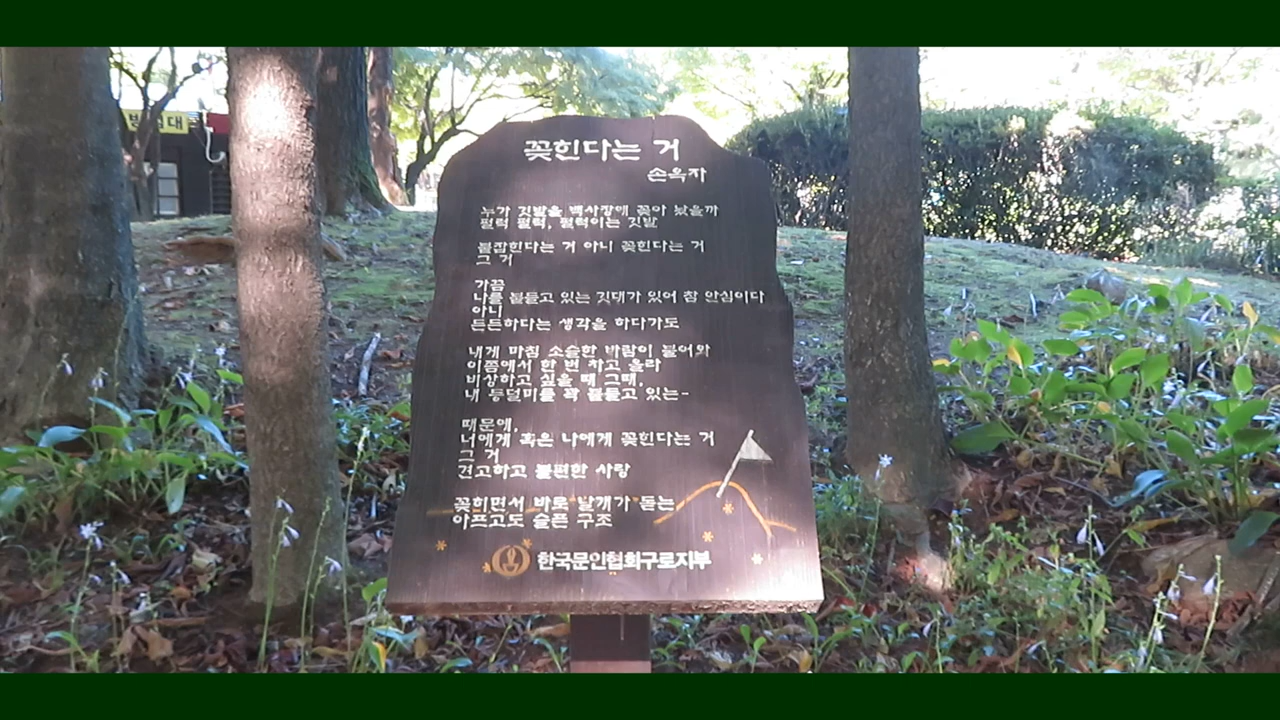 꽂힌다는 거
손옥자
누가 깃발을 백사장에 꽂아 놨을까
펄럭 펄럭, 펄럭이는 깃발
붙잡힌다는 거 아니 꽂힌다는 거
그 거
가끔
나를 붙들고 있는 깃대가 있어 참 안심이다
아니
든든하다는 생각을 하다가도
내게 마침 소슬한 바람이 불어와
이쯤에서 한 번 차고 올라
비상하고 싶을 때 그때,
내 등덜미를 꽉 붙들고 있는-
때문에,
너에게 혹은 나에게 꽂힌다는 거
그 거
견고하고 불편한 사랑
꽂히면서 바로 날개가 돋는
아프고도 슬픈 구조
한국문인협회구로지부